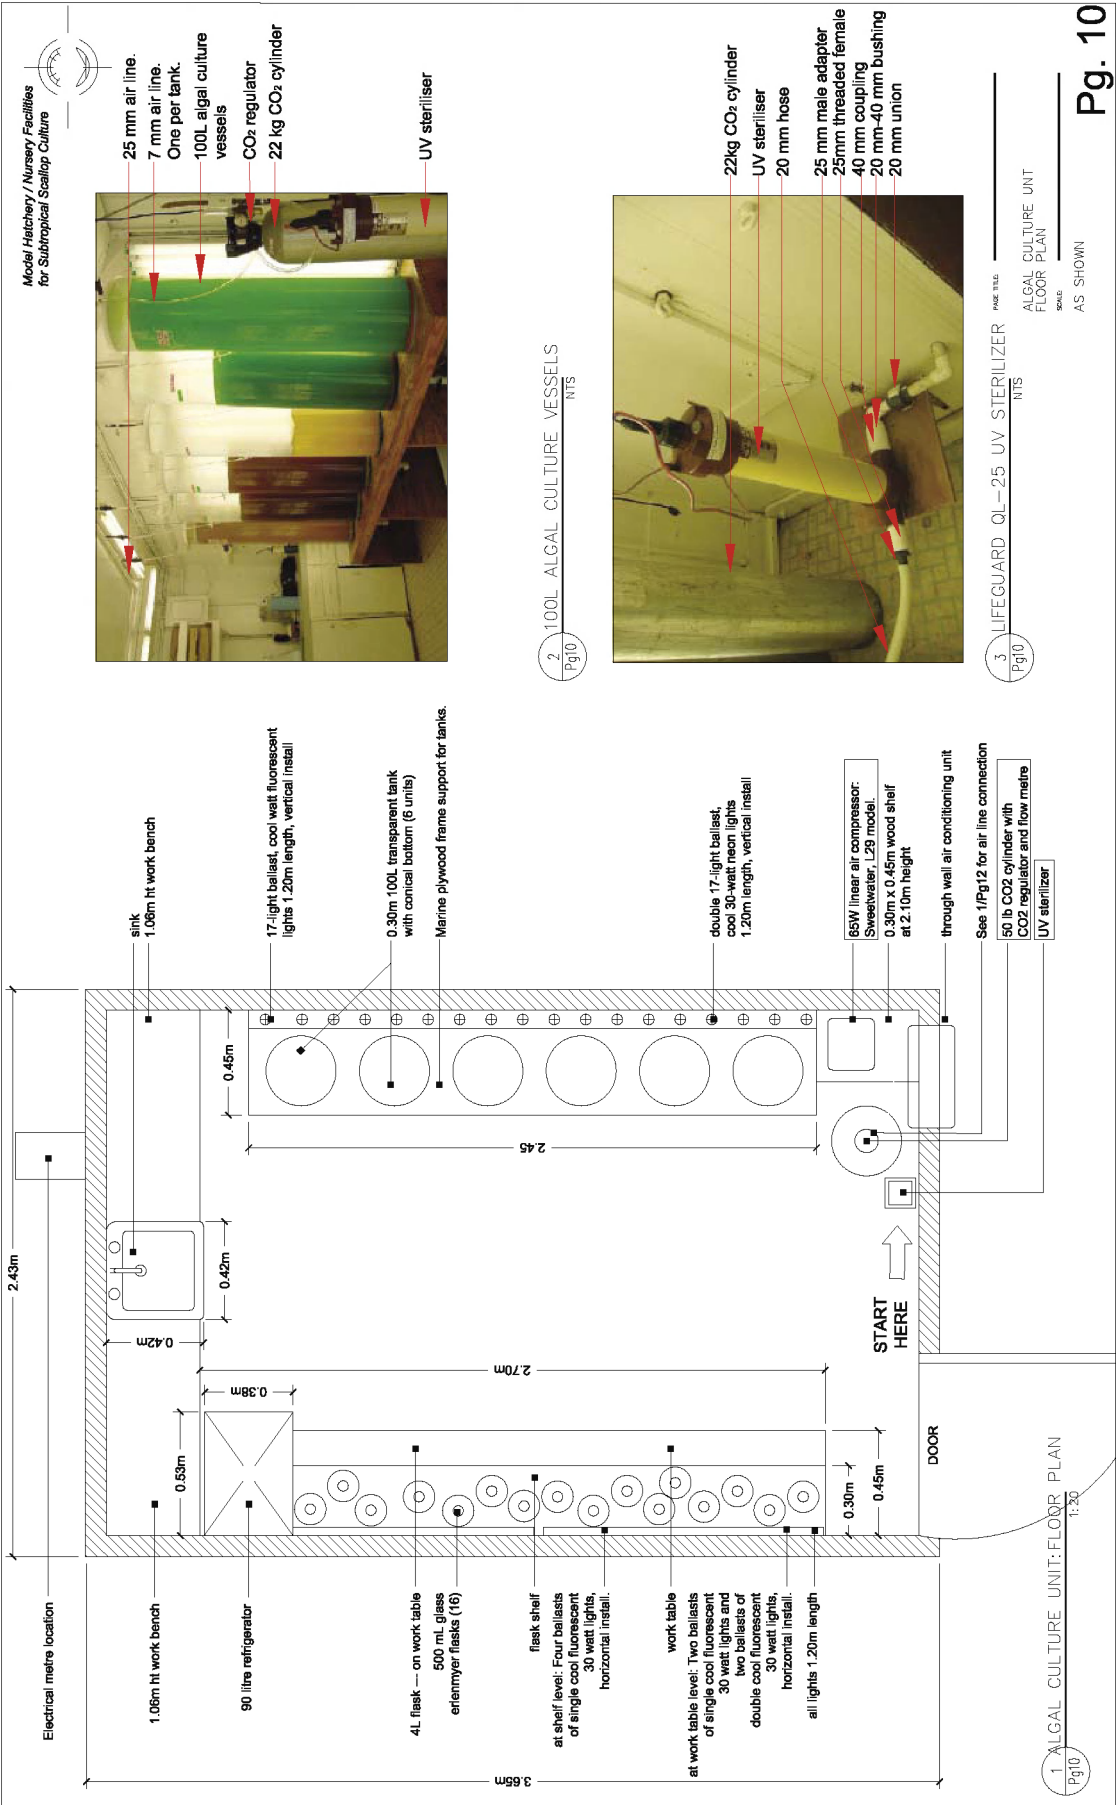 Model Hatchery / Nursery Facilities
for Subtropical Scallop Culture
Electrical metre location
1.06m ht work bench
90 litre refrigerator
4L flask --- on work table
500 mL glass
erlenmyer flasks (16)
flask shelf
at shelf level: Four ballasts
of single cool fluorescent
30 watt lights,
horizontal install.
work table
at work table level: Two ballasts
of single cool fluorescent
30 watt lights and
two ballasts of
double cool fluorescent
30 watt lights,
horizontal install.
all lights 1.20m length
3.65m
2.43m
0.53m
0.38m
2.70m
0.42m
0.42m
0.45m
2.45
0.30m
0.45m
START
HERE
DOOR
sink
1.06m ht work bench
17-light ballast, cool watt fluorescent
lights 1.20m length, vertical install
0.30m 100L transparent tank
with conical bottom (6 units)
Marine plywood frame support for tanks.
double 17-light ballast,
cool 30-watt neon lights
1.20m length, vertical install
65W linear air compressor:
Sweetwater, L29 model.
0.30m x 0.45m wood shelf
at 2.10m height
through wall air conditioning unit
See 1/Pg12 for air line connection
50 lb CO2 cylinder with
CO2 regulator and flow metre
UV sterilizer
1
Pg10
ALGAL CULTURE UNIT: FLOOR PLAN
1:20
25 mm air line.
7 mm air line.
One per tank.
100L algal culture
vessels
CO2 regulator
22 kg CO2 cylinder
UV steriliser
2
Pg10
100L ALGAL CULTURE VESSELS
NTS
22kg CO2 cylinder
UV steriliser
20 mm hose
25 mm male adapter
25mm threaded female
40 mm coupling
20 mm-40 mm bushing
20 mm union
3
Pg10
LIFEGUARD QL-25 UV STERILIZER
NTS
PAGE TITLE:
ALGAL CULTURE UNT
FLOOR PLAN
SCALE:
AS SHOWN
Pg. 10